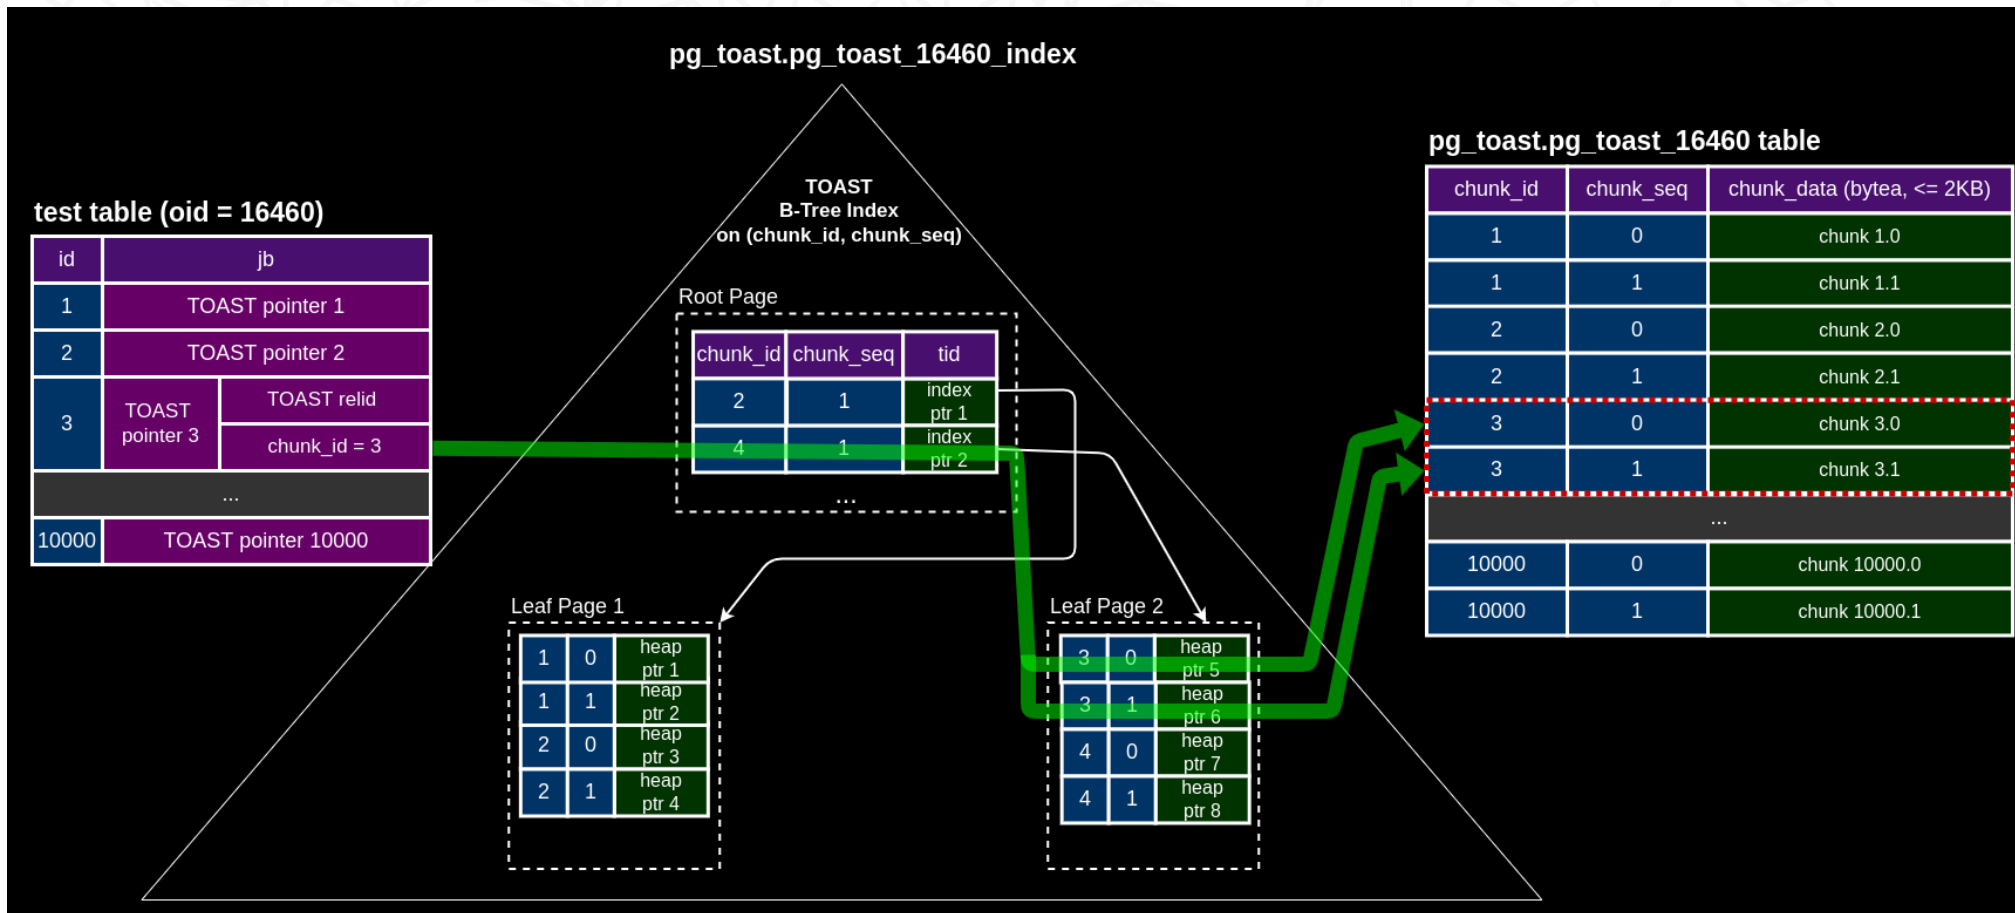 pg_toast.pg_toast_16460_index
TOAST
B-Tree Index
on (chunk_id, chunk_seq)
test table (oid = 16460)
id jb
1 TOAST pointer 1
2 TOAST pointer 2
3 TOAST pointer 3 TOAST relid
chunk_id = 3
...
10000 TOAST pointer 10000
Root Page
chunk_id chunk_seq tid
2 1 index ptr 1
4 1 index ptr 2
...
Leaf Page 1
1 0 heap ptr 1
1 1 heap ptr 2
2 0 heap ptr 3
2 1 heap ptr 4
Leaf Page 2
3 0 heap ptr 5
3 1 heap ptr 6
4 0 heap ptr 7
4 1 heap ptr 8
pg_toast.pg_toast_16460 table
chunk_id chunk_seq chunk_data (bytea, <= 2KB)
1 0 chunk 1.0
1 1 chunk 1.1
2 0 chunk 2.0
2 1 chunk 2.1
3 0 chunk 3.0
3 1 chunk 3.1
...
10000 0 chunk 10000.0
10000 1 chunk 10000.1